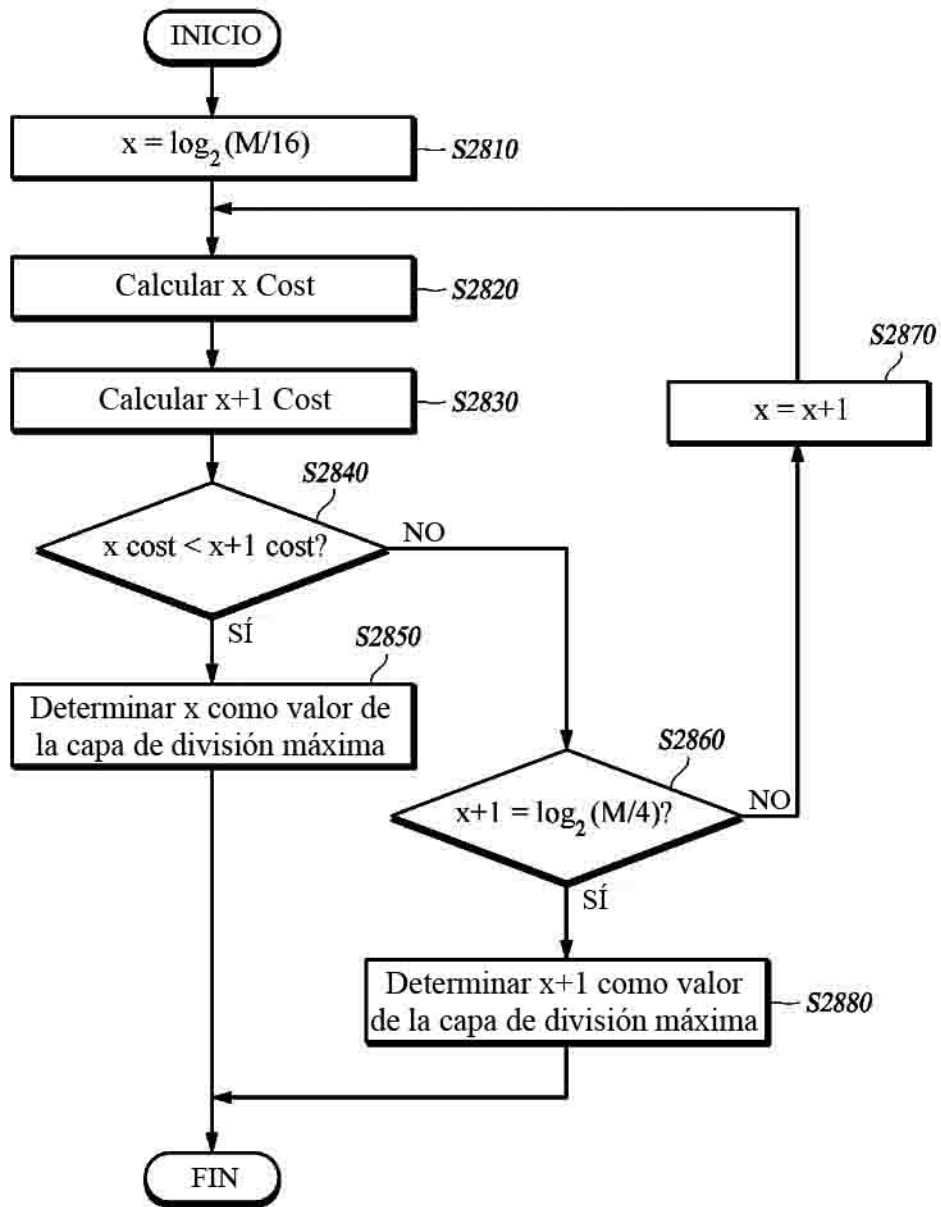 INICIO
x = log₂ (M/16)
S2810
Calcular x Cost
S2820
Calcular x+1 Cost
S2830
S2870
x = x+1
S2840
x cost < x+1 cost?
NO
SÍ
S2850
Determinar x como valor de
la capa de división máxima
S2860
x+1 = log₂ (M/4)?
NO
SÍ
Determinar x+1 como valor
de la capa de división máxima
S2880
FIN